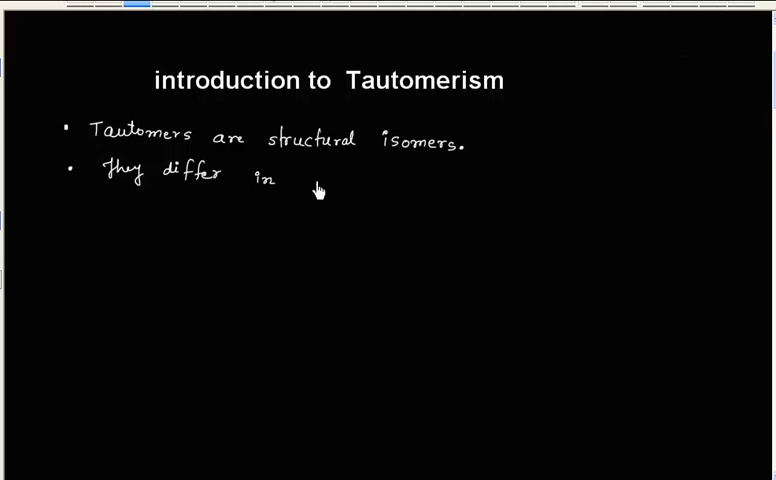 introduction to Tautomerism
• Tautomers are structural isomers.
• They differ in